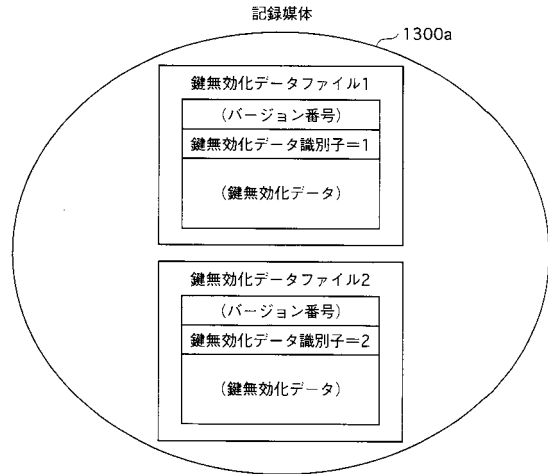 記録媒体
1300a
鍵無効化データファイル1
(バージョン番号)
鍵無効化データ識別子=1
(鍵無効化データ)
鍵無効化データファイル2
(バージョン番号)
鍵無効化データ識別子=2
(鍵無効化データ)